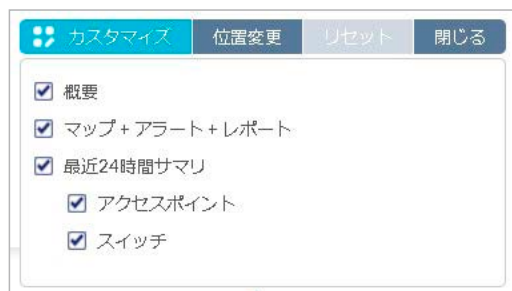 カスタマイズ 位置変更 リセット 閉じる
概要
マップ + アラート + レポート
最近24時間サマリ
アクセスポイント
スイッチ